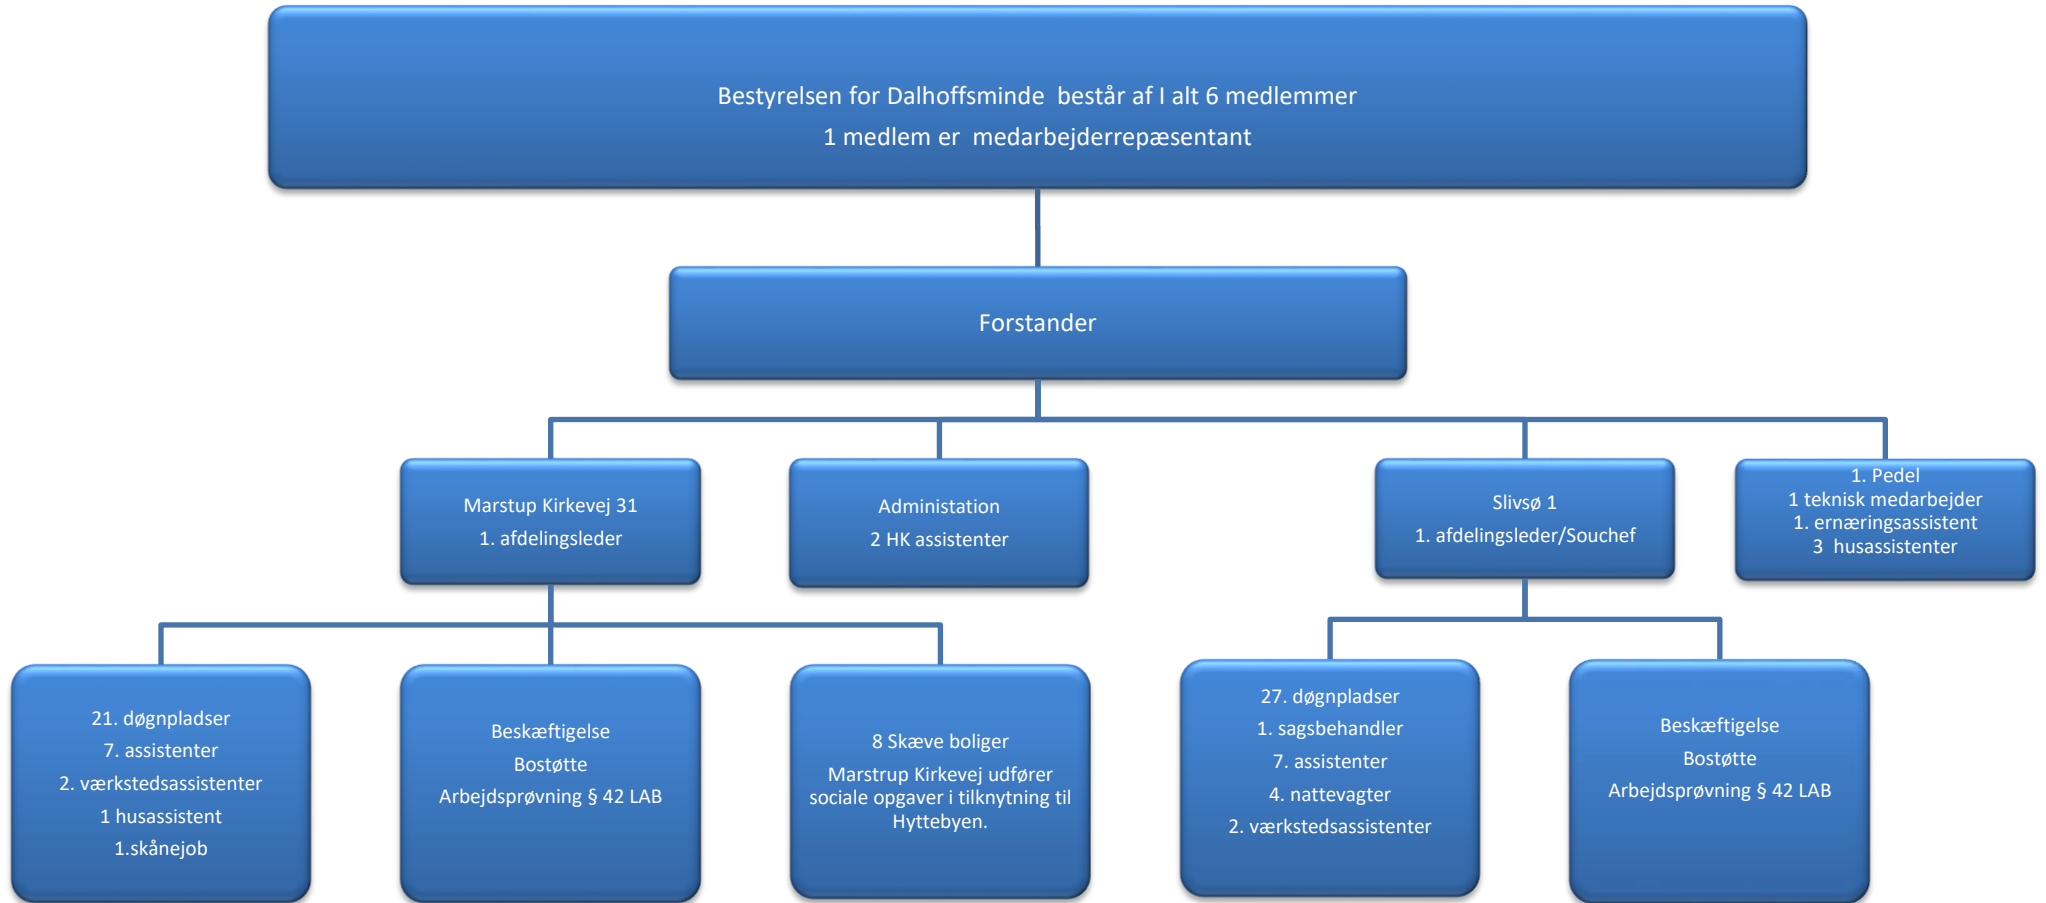 Bestyrelsen for Dalhoffsminde  består af I alt 6 medlemmer
1 medlem er  medarbejderrepæsentant
Forstander
Marstup Kirkevej 31
1. afdelingsleder
Administation
2 HK assistenter
Slivsø 1
1. afdelingsleder/Souchef
1. Pedel
1 teknisk medarbejder
1. ernæringsassistent
3  husassistenter
21. døgnpladser
7. assistenter
2. værkstedsassistenter
1 husassistent
1.skånejob
Beskæftigelse
Bostøtte
Arbejdsprøvning § 42 LAB
8 Skæve boliger
Marstrup Kirkevej udfører
sociale opgaver i tilknytning til
Hyttebyen.
27. døgnpladser
1. sagsbehandler
7. assistenter
4. nattevagter
2. værkstedsassistenter
Beskæftigelse
Bostøtte
Arbejdsprøvning § 42 LAB